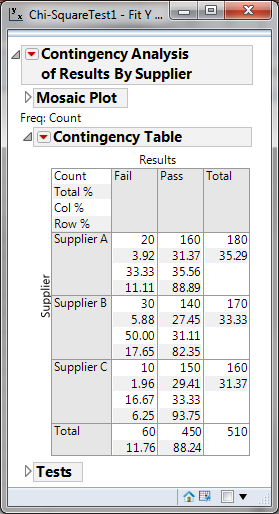 Chi-SquareTest1 - Fit Y ...
Contingency Analysis
of Results By Supplier
Mosaic Plot
Freq: Count
Contingency Table
Results
Count Fail Pass Total
Total %
Col %
Row %
Supplier
Supplier A 20 160 180
3.92 31.37 35.29
33.33 35.56
11.11 88.89
Supplier B 30 140 170
5.88 27.45 33.33
50.00 31.11
17.65 82.35
Supplier C 10 150 160
1.96 29.41 31.37
16.67 33.33
6.25 93.75
Total 60 450 510
11.76 88.24
Tests